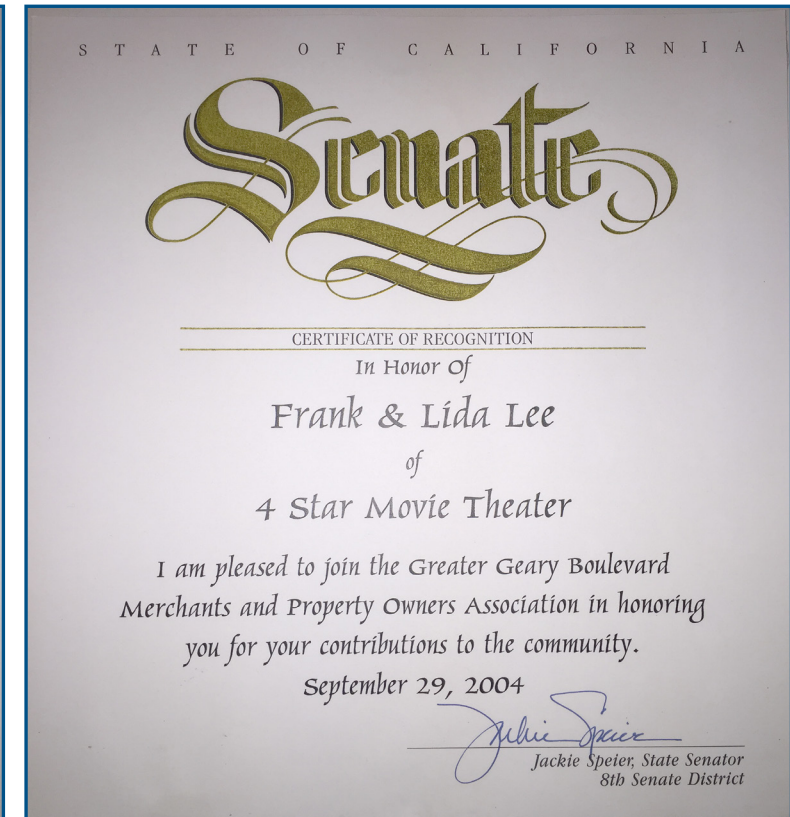 STATE OF CALIFORNIA
Senate
CERTIFICATE OF RECOGNITION
In Honor Of
Frank & Lida Lee
of
4 Star Movie Theater
I am pleased to join the Greater Geary Boulevard
Merchants and Property Owners Association in honoring
you for your contributions to the community.
September 29, 2004
Jackie Speier
Jackie Speier, State Senator
8th Senate District